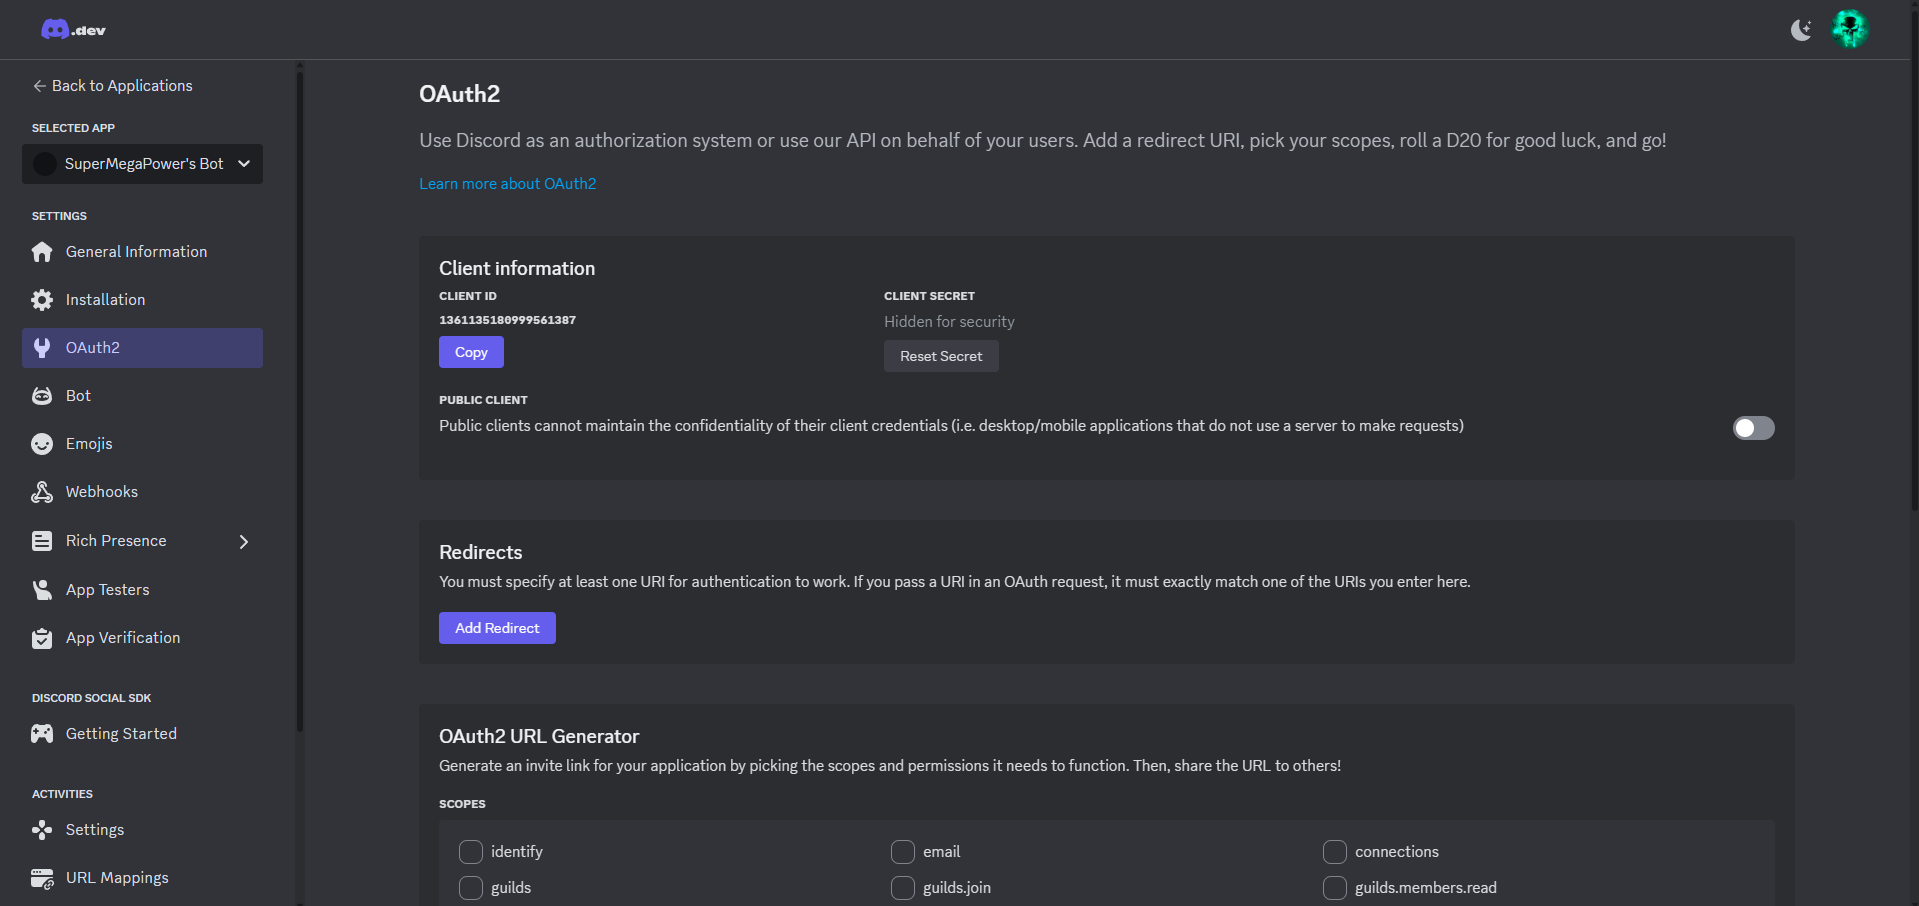 .dev
Back to Applications
SELECTED APP
SuperMegaPower's Bot
SETTINGS
General Information
Installation
OAuth2
Bot
Emojis
Webhooks
Rich Presence
App Testers
App Verification
DISCORD SOCIAL SDK
Getting Started
ACTIVITIES
Settings
URL Mappings
OAuth2
Use Discord as an authorization system or use our API on behalf of your users. Add a redirect URI, pick your scopes, roll a D20 for good luck, and go!
Learn more about OAuth2
Client information
CLIENT ID
1361135180999561387
Copy
CLIENT SECRET
Hidden for security
Reset Secret
PUBLIC CLIENT
Public clients cannot maintain the confidentiality of their client credentials (i.e. desktop/mobile applications that do not use a server to make requests)
Redirects
You must specify at least one URI for authentication to work. If you pass a URI in an OAuth request, it must exactly match one of the URIs you enter here.
Add Redirect
OAuth2 URL Generator
Generate an invite link for your application by picking the scopes and permissions it needs to function. Then, share the URL to others!
SCOPES
identify
email
connections
guilds
guilds.join
guilds.members.read